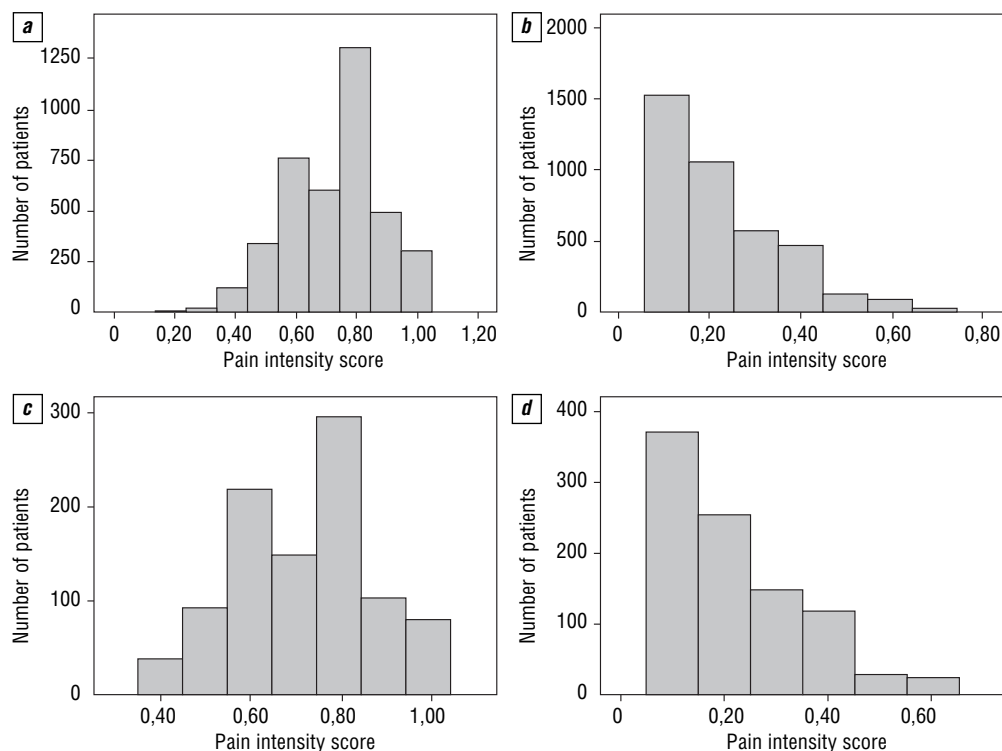 a
Number of patients
1250
1000
750
500
250
0
0 0,20 0,40 0,60 0,80 1,00 1,20
Pain intensity score
b
Number of patients
2000
1500
1000
500
0
0 0,20 0,40 0,60 0,80
Pain intensity score
c
Number of patients
300
200
100
0
0,40 0,60 0,80 1,00
Pain intensity score
d
Number of patients
400
300
200
100
0
0 0,20 0,40 0,60
Pain intensity score